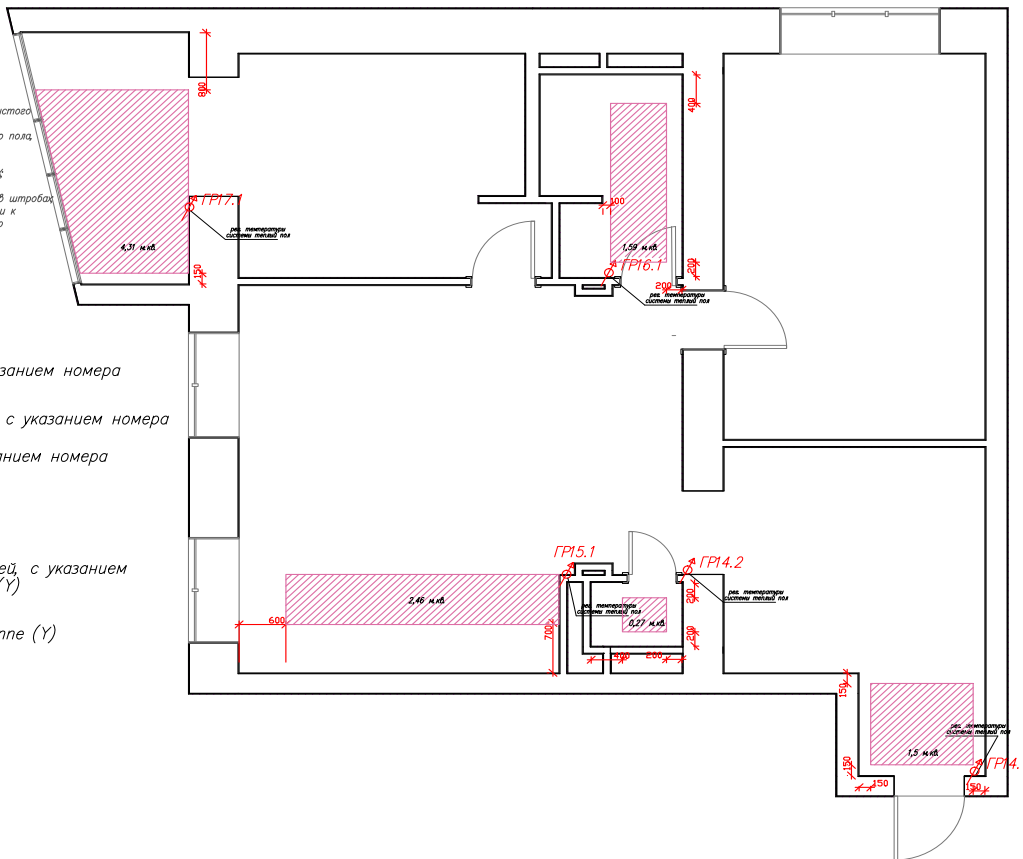 800
400
о пола,
в штробах,
и к
ГР17.1
рег. температуры
системы теплый пол
4,31 м.кв.
150
100
1,59 м.кв.
200
ГР16.1
200
рег. температуры
системы теплый пол
занием номера
с указанием номера
анием номера
ей, с указанием
(Y)
ппе (Y)
ГР15.1
ГР14.2
2,46 м.кв.
рег. температуры
системы теплый пол
200
рег. температуры
системы теплый пол
600
700
0,27 м.кв.
200
400
200
150
рег. температуры
системы теплый пол
1,5 м.кв.
150
ГР14.
150
150